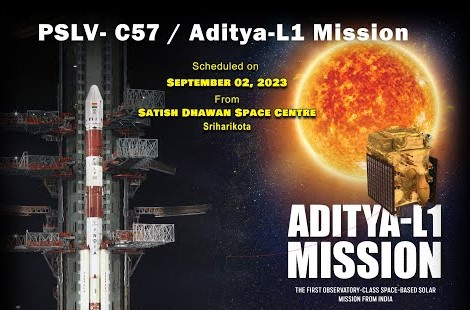 PSLV- C57 / Aditya-L1 Mission
Scheduled on
SEPTEMBER 02, 2023
From
SATISH DHAWAN SPACE CENTRE
Sriharikota
ADITYA-L1
MISSION
THE FIRST OBSERVATORY-CLASS SPACE-BASED SOLAR
MISSION FROM INDIA